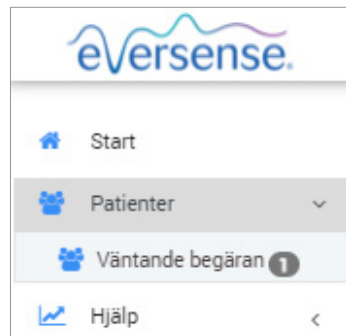 eversense.
Start
Patienter
Väntande begäran 1
Hjälp